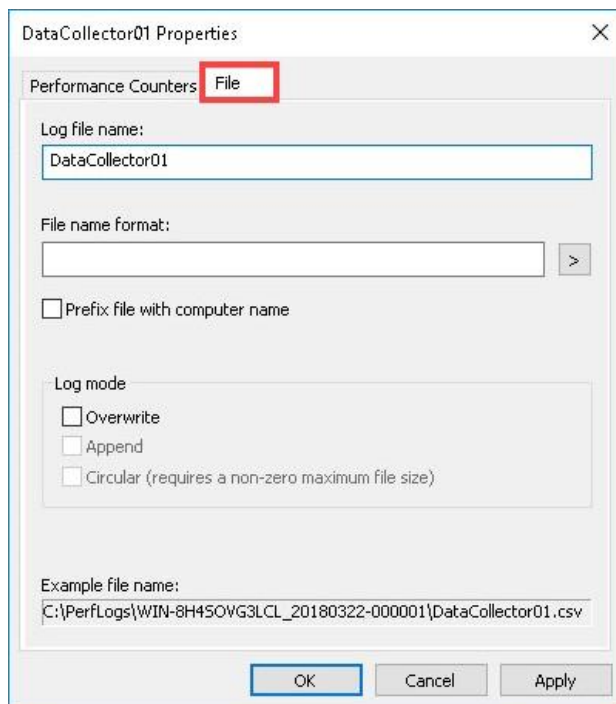 DataCollector01 Properties
Performance Counters File
Log file name:
DataCollector01
File name format:
>
Prefix file with computer name
Log mode
Overwrite
Append
Circular (requires a non-zero maximum file size)
Example file name:
C:\PerfLogs\WIN-8H4SOVG3LCL_20180322-000001\DataCollector01.csv
OK Cancel Apply